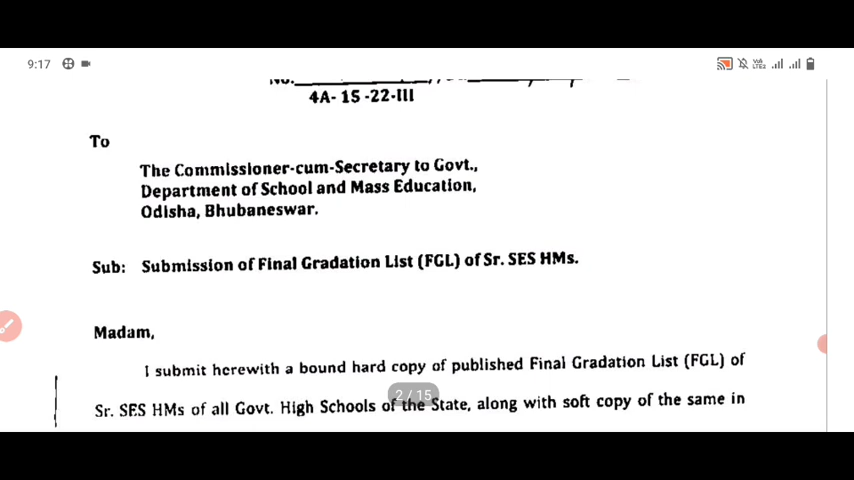 9:17
4A- 15 -22-III
To
The Commissioner-cum-Secretary to Govt.,
Department of School and Mass Education,
Odisha, Bhubaneswar.
Sub: Submission of Final Gradation List (FGL) of Sr. SES HMs.
Madam,
I submit herewith a bound hard copy of published Final Gradation List (FGL) of
2 / 15
Sr. SES HMs of all Govt. High Schools of the State, along with soft copy of the same in